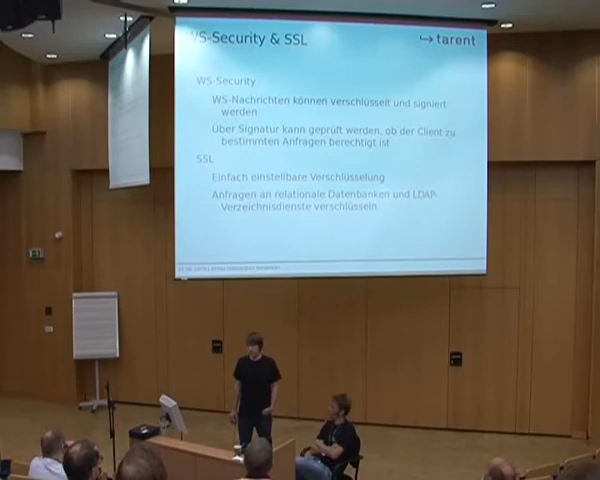 WS-Security & SSL
tarent
WS-Security
WS-Nachrichten können verschlüsselt und signiert
werden
Über Signatur kann geprüft werden, ob der Client zu
bestimmten Anfragen berechtigt ist
SSL
Einfach einstellbare Verschlüsselung
Anfragen an relationale Datenbanken und LDAP-
Verzeichnisdienste verschlüsseln